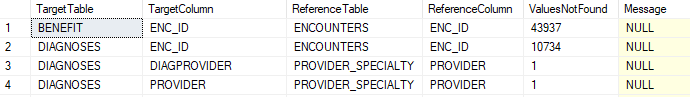 TargetTable TargetColumn ReferenceTable ReferenceColumn ValuesNotFound Message
1 BENEFIT ENC_ID ENCOUNTERS ENC_ID 43937 NULL
2 DIAGNOSES ENC_ID ENCOUNTERS ENC_ID 10734 NULL
3 DIAGNOSES DIAGPROVIDER PROVIDER_SPECIALTY PROVIDER 1 NULL
4 DIAGNOSES PROVIDER PROVIDER_SPECIALTY PROVIDER 1 NULL